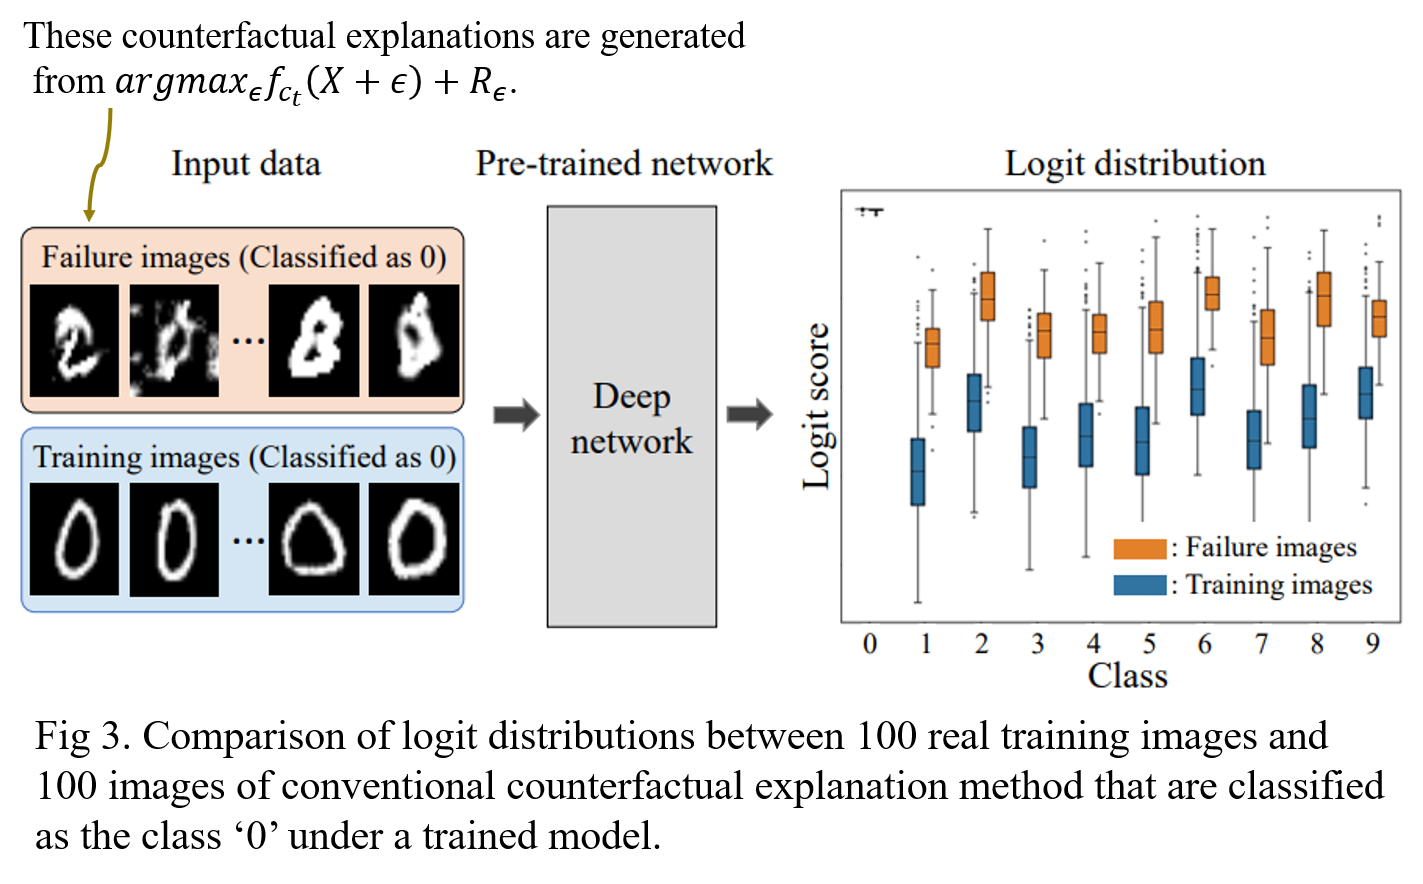 These counterfactual explanations are generated
from $argmax_{\epsilon} f_{c_t}(X + \epsilon) + R_{\epsilon}$.
Input data
Pre-trained network
Logit distribution
Failure images (Classified as 0)
...
Training images (Classified as 0)
...
Deep
network
Logit score
: Failure images
: Training images
0 1 2 3 4 5 6 7 8 9
Class
Fig 3. Comparison of logit distributions between 100 real training images and
100 images of conventional counterfactual explanation method that are classified
as the class ‘0’ under a trained model.